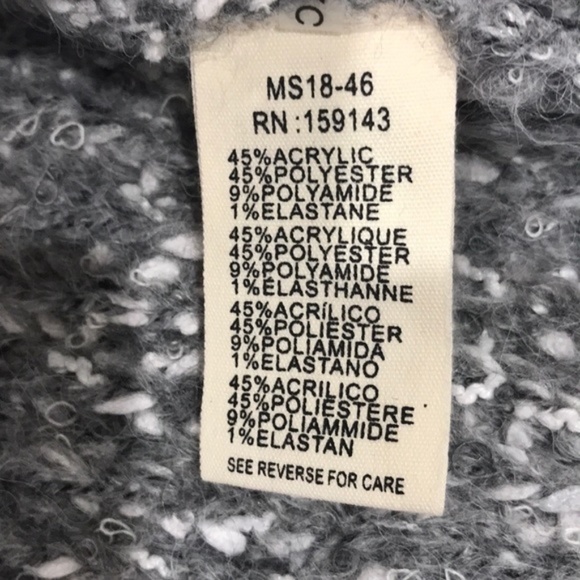 MS18-46
RN :159143
45%ACRYLIC
45%POLYESTER
9%POLYAMIDE
1%ELASTANE
45%ACRYLIQUE
45%POLYESTER
9%POLYAMIDE
1%ELASTHANNE
45%ACRÍLICO
45%POLIÉSTER
9%POLIAMIDA
1%ELASTANO
45%ACRILICO
45%POLIESTERE
9%POLIAMMIDE
1%ELASTAN
SEE REVERSE FOR CARE